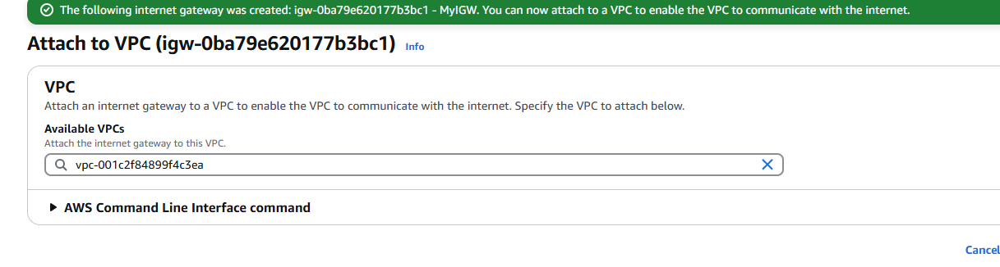 The following internet gateway was created: igw-0ba79e620177b3bc1 - MyIGW. You can now attach to a VPC to enable the VPC to communicate with the internet.
Attach to VPC (igw-0ba79e620177b3bc1) Info
VPC
Attach an internet gateway to a VPC to enable the VPC to communicate with the internet. Specify the VPC to attach below.
Available VPCs
Attach the internet gateway to this VPC.
vpc-001c2f84899f4c3ea
AWS Command Line Interface command
Cancel